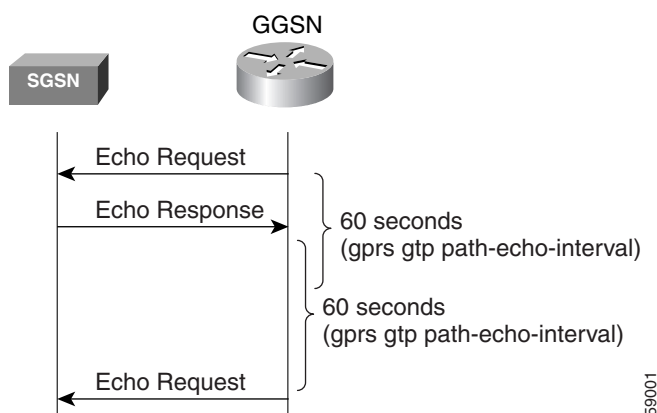 GGSN
SGSN
Echo Request
Echo Response
60 seconds
(gprs gtp path-echo-interval)
60 seconds
(gprs gtp path-echo-interval)
Echo Request